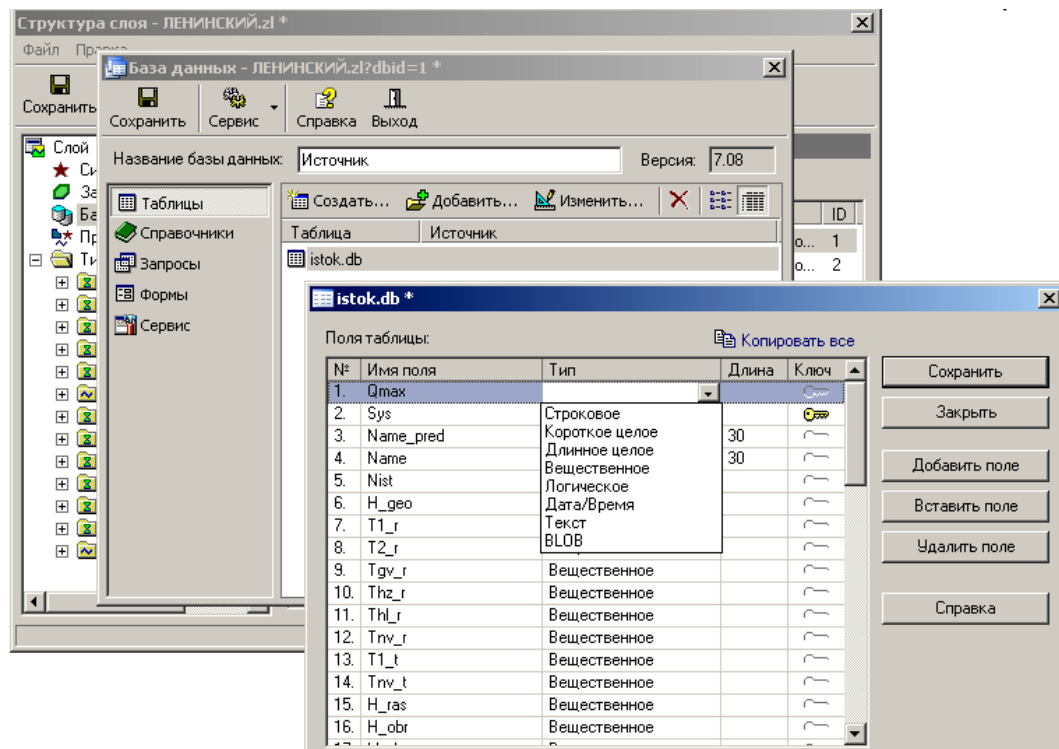 Структура слоя - ЛЕНИНСКИЙ.zl *
Файл Правка
Сохранить
Слой
База данных - ЛЕНИНСКИЙ.zl?dbid=1 *
Сохранить Сервис Справка Выход
Название базы данных: Источник Версия: 7.08
Таблицы
Справочники
Запросы
Формы
Сервис
Создать... Добавить... Изменить...
Таблица Источник
istok.db
ID
о... 1
о... 2
istok.db *
Поля таблицы: Копировать все
№ Имя поля Тип Длина Ключ
1. Qmax
2. Sys
3. Name_pred 30
4. Name 30
5. Nist
6. H_geo
7. T1_r
8. T2_r
9. Tgv_r Вещественное
10. Thz_r Вещественное
11. Thl_r Вещественное
12. Tnv_r Вещественное
13. T1_t Вещественное
14. Tnv_t Вещественное
15. H_ras Вещественное
16. H_obr Вещественное
Строковое
Короткое целое
Длинное целое
Вещественное
Логическое
Дата/Время
Текст
BLOB
Сохранить
Закрыть
Добавить поле
Вставить поле
Удалить поле
Справка